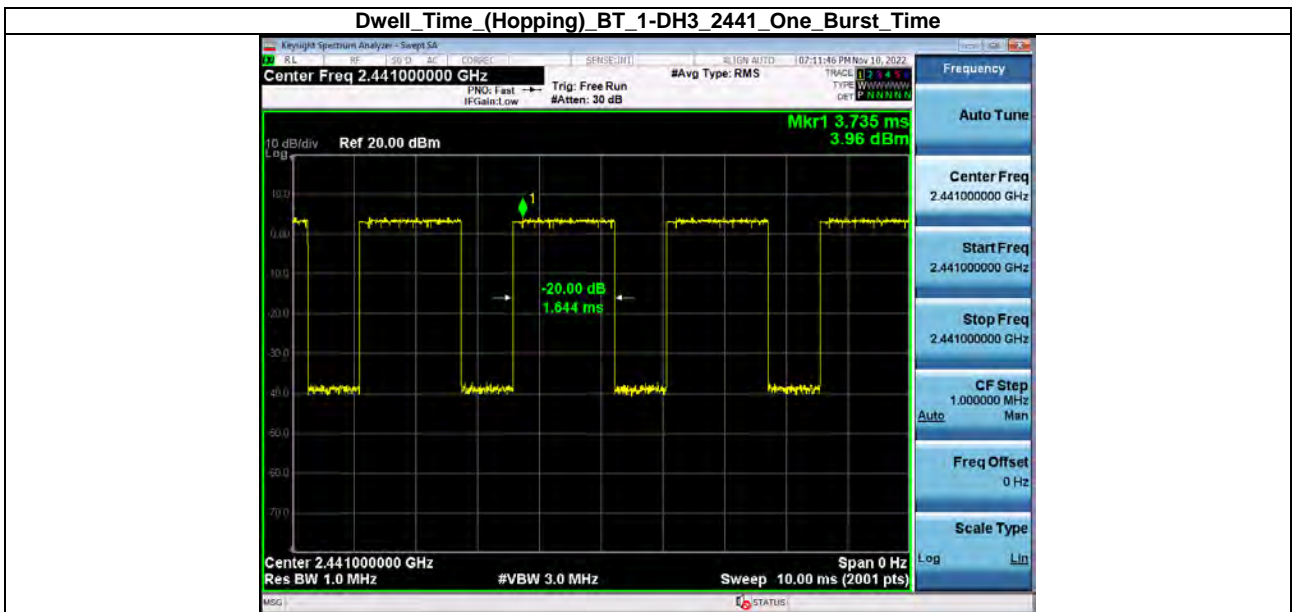 Dwell_Time_(Hopping)_BT_1-DH3_2441_One_Burst_Time
Keysight Spectrum Analyzer - Swept SA
RL RF 50 Ω AC CORREC SENSE:INT ALIGN AUTO 07:11:46 PM Nov 10, 2022
Center Freq 2.441000000 GHz
PNO: Fast
IFGain:Low
Trig: Free Run
#Atten: 30 dB
#Avg Type: RMS
TRACE 1 2 3 4 5 6
TYPE WWWWWW
DET P N N N N N
Frequency
Mkr1 3.735 ms
3.96 dBm
10 dB/div Ref 20.00 dBm
Log
10.0
0.00
-10.0
-20.0
-30.0
-40.0
-50.0
-60.0
-70.0
1
-20.00 dB
1.644 ms
Center 2.441000000 GHz
Span 0 Hz
Res BW 1.0 MHz
#VBW 3.0 MHz
Sweep 10.00 ms (2001 pts)
MSG
STATUS
Auto Tune
Center Freq
2.441000000 GHz
Start Freq
2.441000000 GHz
Stop Freq
2.441000000 GHz
CF Step
1.000000 MHz
Auto Man
Freq Offset
0 Hz
Scale Type
Log Lin